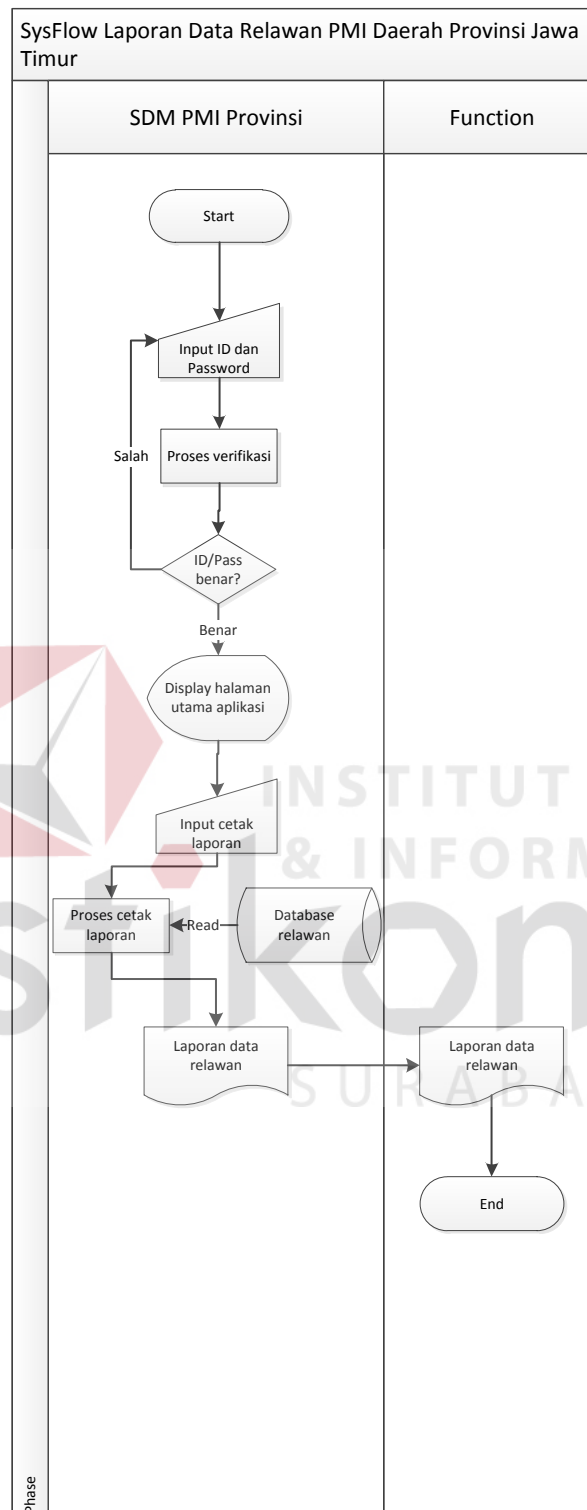 SysFlow Laporan Data Relawan PMI Daerah Provinsi Jawa
Timur
SDM PMI Provinsi
Function
Start
Input ID dan
Password
Salah
Proses verifikasi
ID/Pass
benar?
Benar
Display halaman
utama aplikasi
INSTITUT
Input cetak
laporan
& INFORM
Proses cetak
laporan
Read
Database
relawan
stikom
Laporan data
relawan
Laporan data
relawan
SURABA
End
Phase